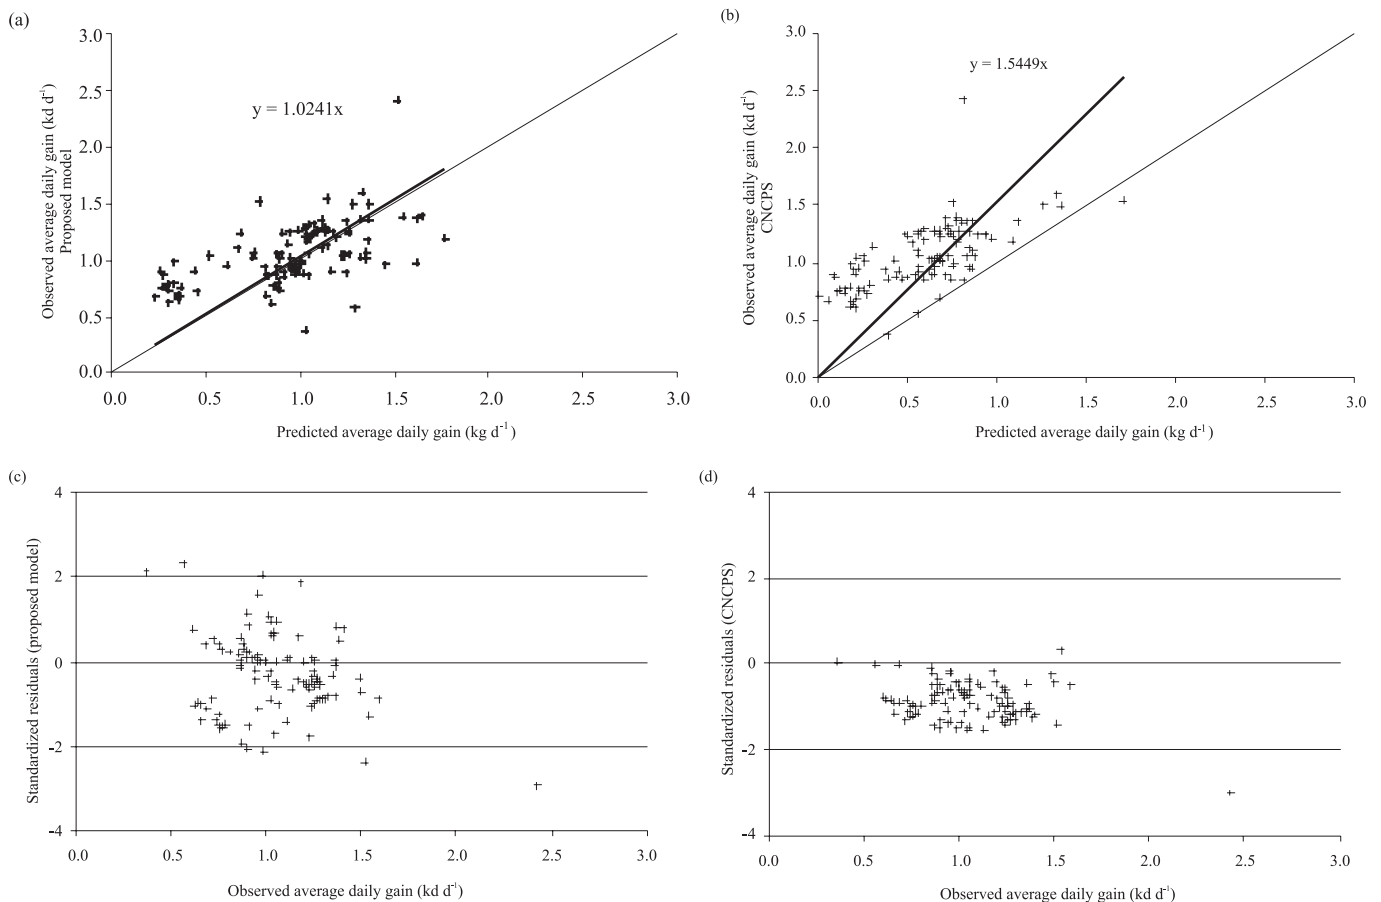 (a)
3.0
2.5
2.0
1.5
1.0
0.5
0.0
Observed average daily gain (kd d-1)
Proposed model
y = 1.0241x
0.0 0.5 1.0 1.5 2.0 2.5 3.0
Predicted average daily gain (kg d-1)
(b)
3.0
2.5
2.0
1.5
1.0
0.5
0.0
Observed average daily gain (kd d-1)
CNCPS
y = 1.5449x
0.0 0.5 1.0 1.5 2.0 2.5 3.0
Predicted average daily gain (kg d-1)
(c)
4
2
0
-2
-4
Standardized residuals (proposed model)
0.0 0.5 1.0 1.5 2.0 2.5 3.0
Observed average daily gain (kd d-1)
(d)
4
2
0
-2
-4
Standardized residuals (CNCPS)
0.0 0.5 1.0 1.5 2.0 2.5 3.0
Observed average daily gain (kd d-1)